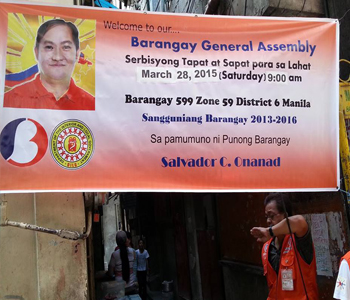 Welcome to our....
Barangay General Assembly
Serbisyong Tapat at Sapat para sa Lahat
March 28, 2015 (Saturday) 9:00 am
Barangay 599 Zone 59 District 6 Manila
Sangguniang Barangay 2013-2016
Sa pamumuno ni Punong Barangay
Salvador C. Onanad